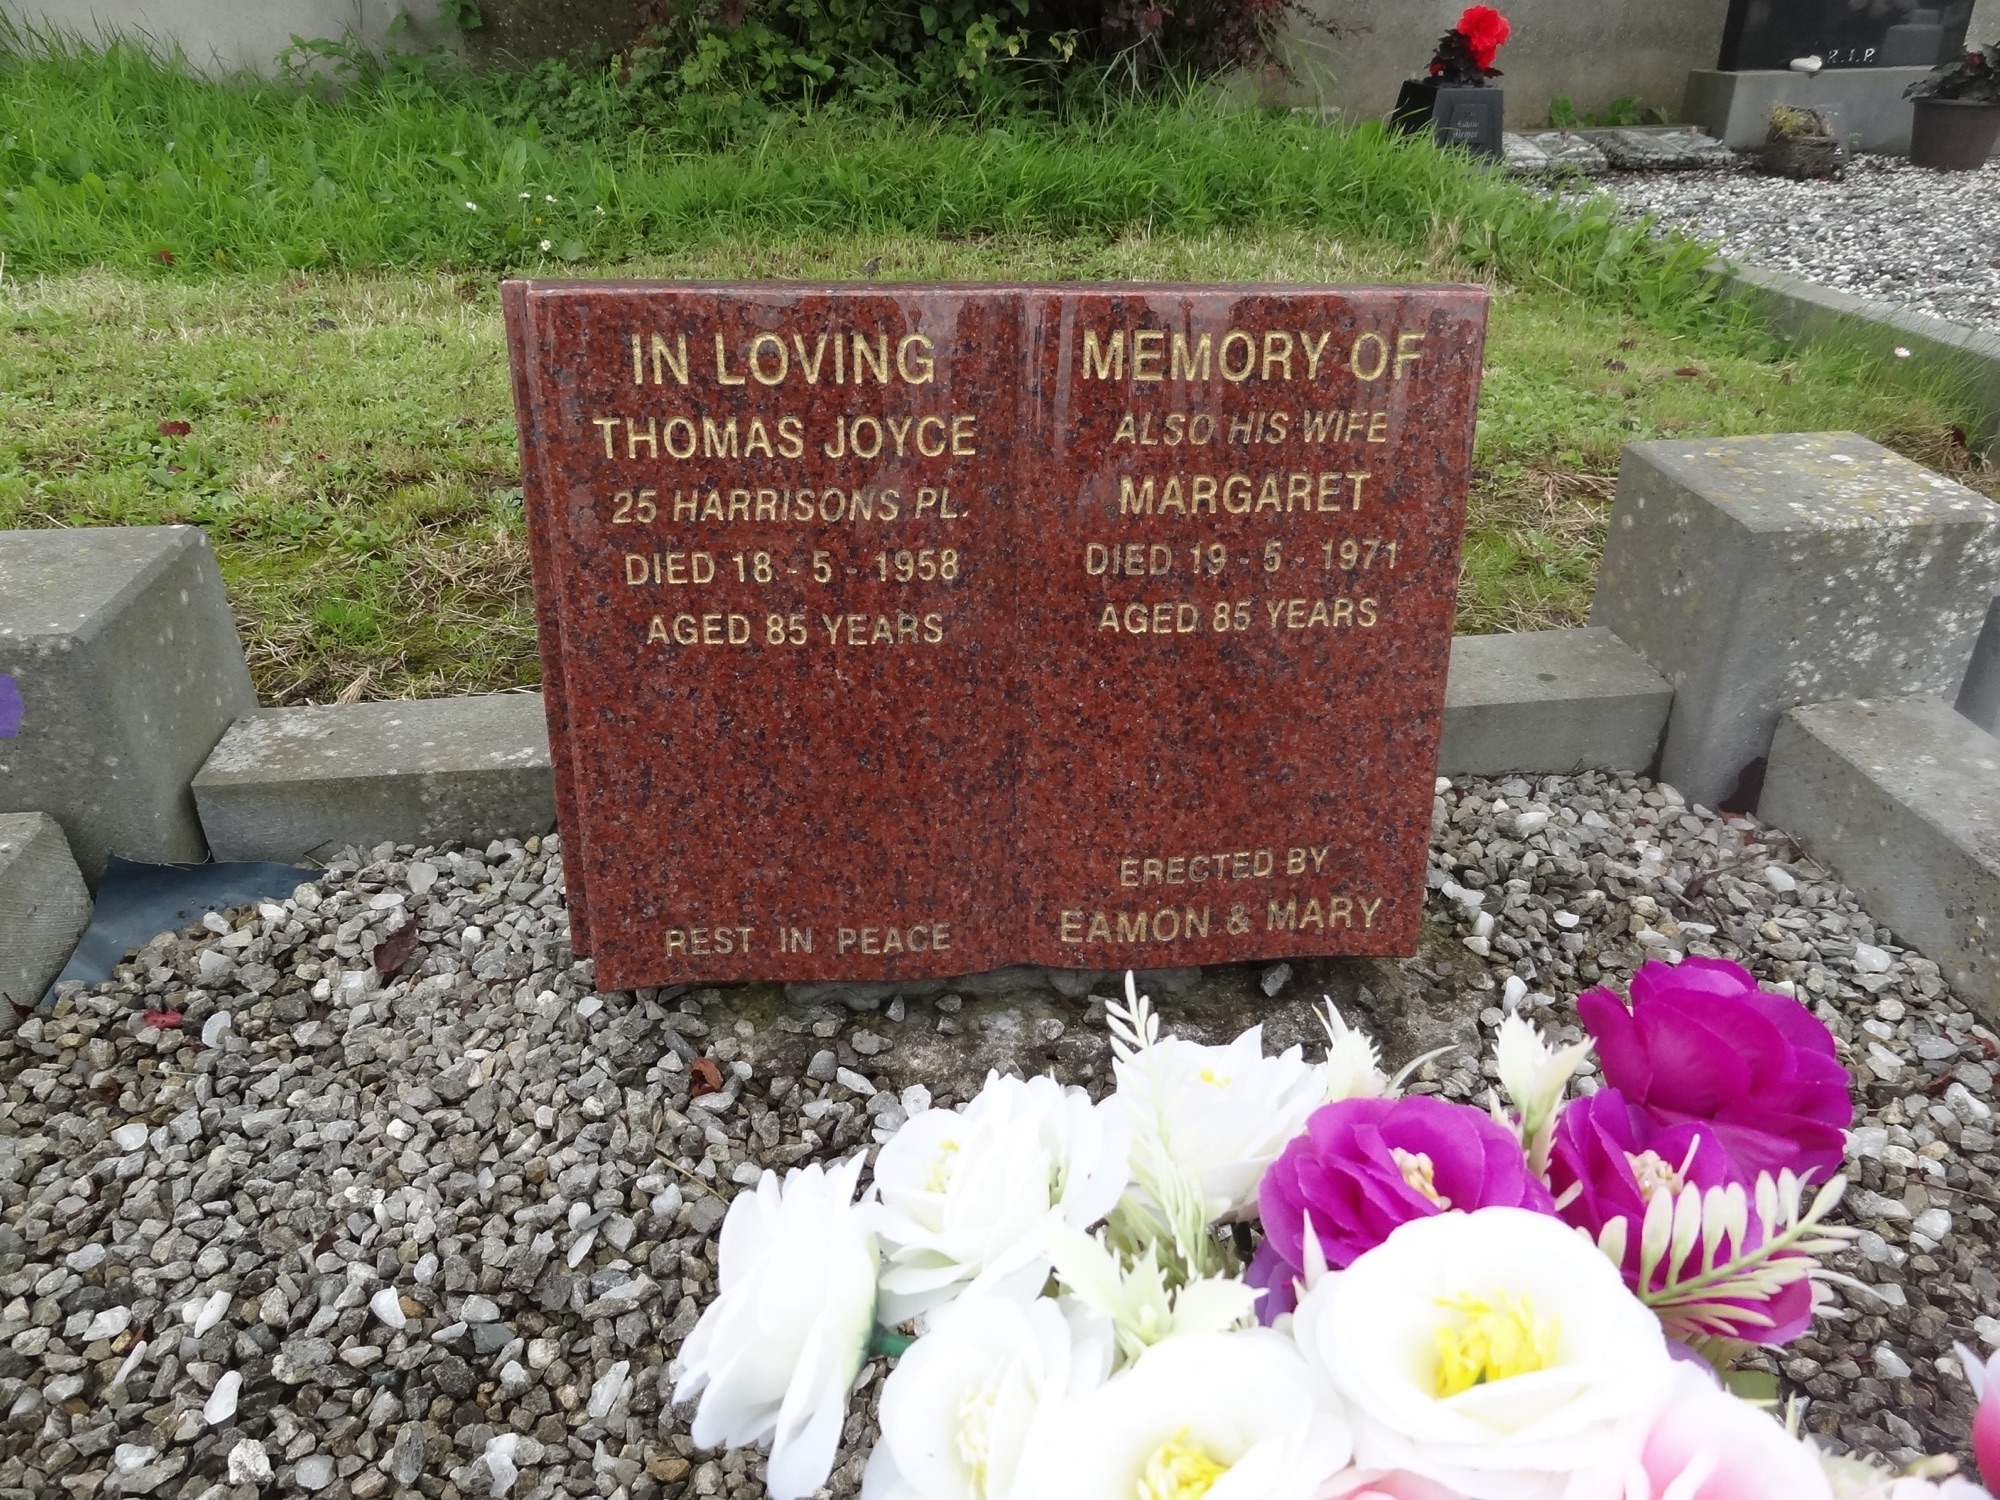 IN LOVING
THOMAS JOYCE
25 HARRISONS PL.
DIED 18 - 5 - 1958
AGED 85 YEARS
REST IN PEACE
MEMORY OF
ALSO HIS WIFE
MARGARET
DIED 19 - 5 - 1971
AGED 85 YEARS
ERECTED BY
EAMON & MARY
R.I.P.